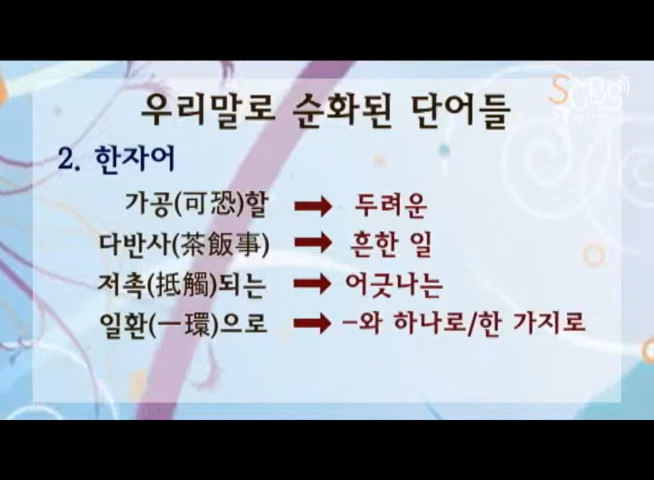 SGBS
우리말로 순화된 단어들
2. 한자어
가공(可恐)할 → 두려운
다반사(茶飯事) → 흔한 일
저촉(抵觸)되는 → 어긋나는
일환(一環)으로 → -와 하나로/한 가지로